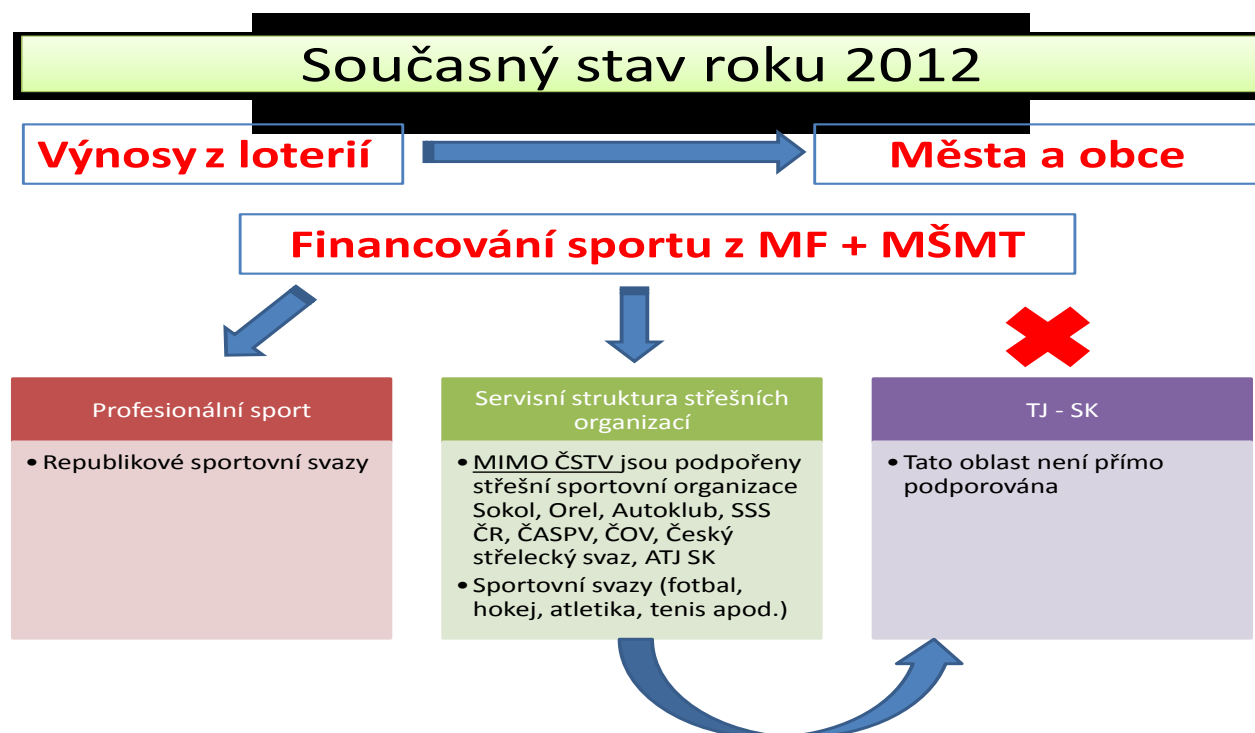 Současný stav roku 2012
Výnosy z loterií
Města a obce
Financování sportu z MF + MŠMT
Profesionální sport
• Republikové sportovní svazy
Servisní struktura střešních
organizací
• MIMO ČSTV jsou podpořeny
střešní sportovní organizace
Sokol, Orel, Autoklub, SSS
ČR, ČASPV, ČOV, Český
střelecký svaz, ATJ SK
• Sportovní svazy (fotbal,
hokej, atletika, tenis apod.)
TJ - SK
• Tato oblast není přímo
podporována